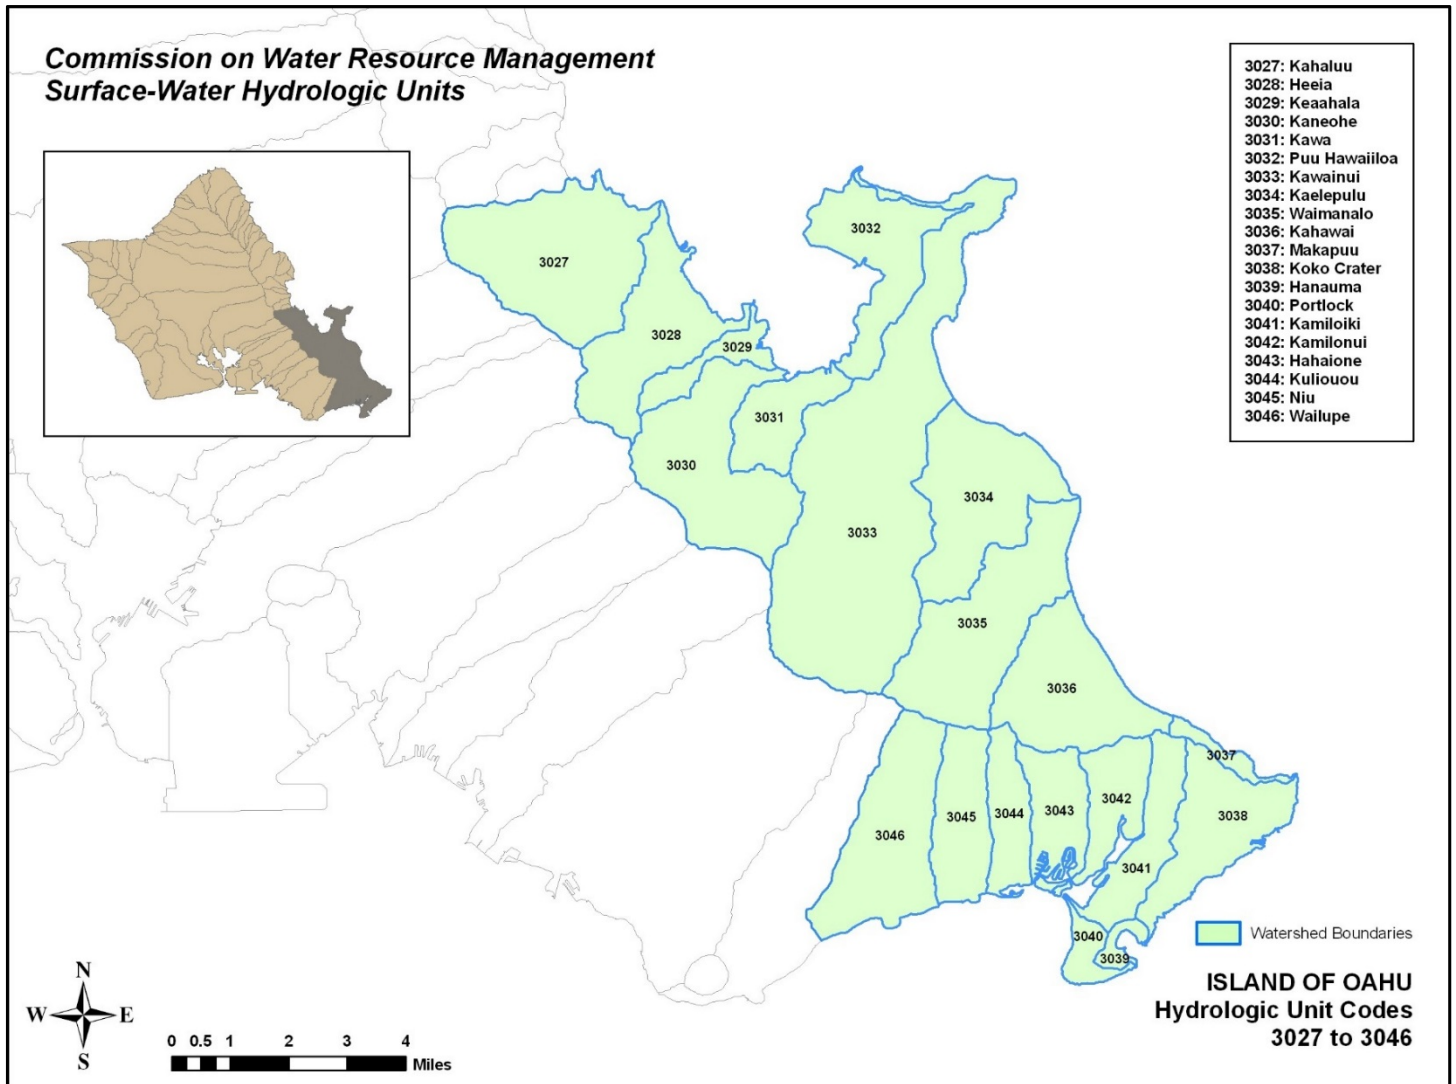 Commission on Water Resource Management
Surface-Water Hydrologic Units
3027: Kahaluu
3028: Heeia
3029: Keaahala
3030: Kaneohe
3031: Kawa
3032: Puu Hawaiiloa
3033: Kawainui
3034: Kaelepulu
3035: Waimanalo
3036: Kahawai
3037: Makapuu
3038: Koko Crater
3039: Hanauma
3040: Portlock
3041: Kamiloiki
3042: Kamilonui
3043: Hahaione
3044: Kuliouou
3045: Niu
3046: Wailupe
3032
3027
3028
3029
3031
3030
3034
3033
3035
3036
3037
3042
3038
3045
3044
3043
3046
3041
3040
3039
Watershed Boundaries
ISLAND OF OAHU
Hydrologic Unit Codes
3027 to 3046
N
W E
S
0 0.5 1 2 3 4
Miles